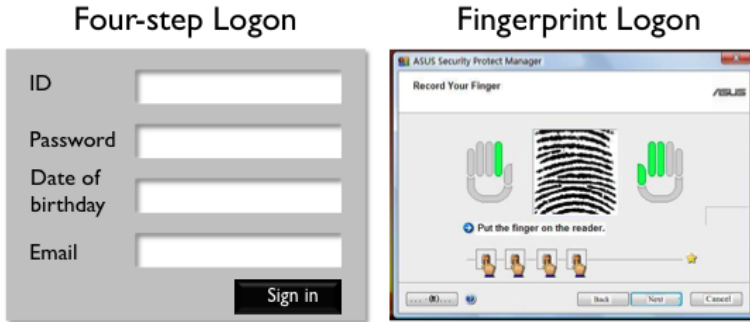 Four-step Logon
ID
Password
Date of
birthday
Email
Sign in
Fingerprint Logon
ASUS Security Protect Manager
Record Your Finger
ASUS
Put the finger on the reader.
Back
Next
Cancel